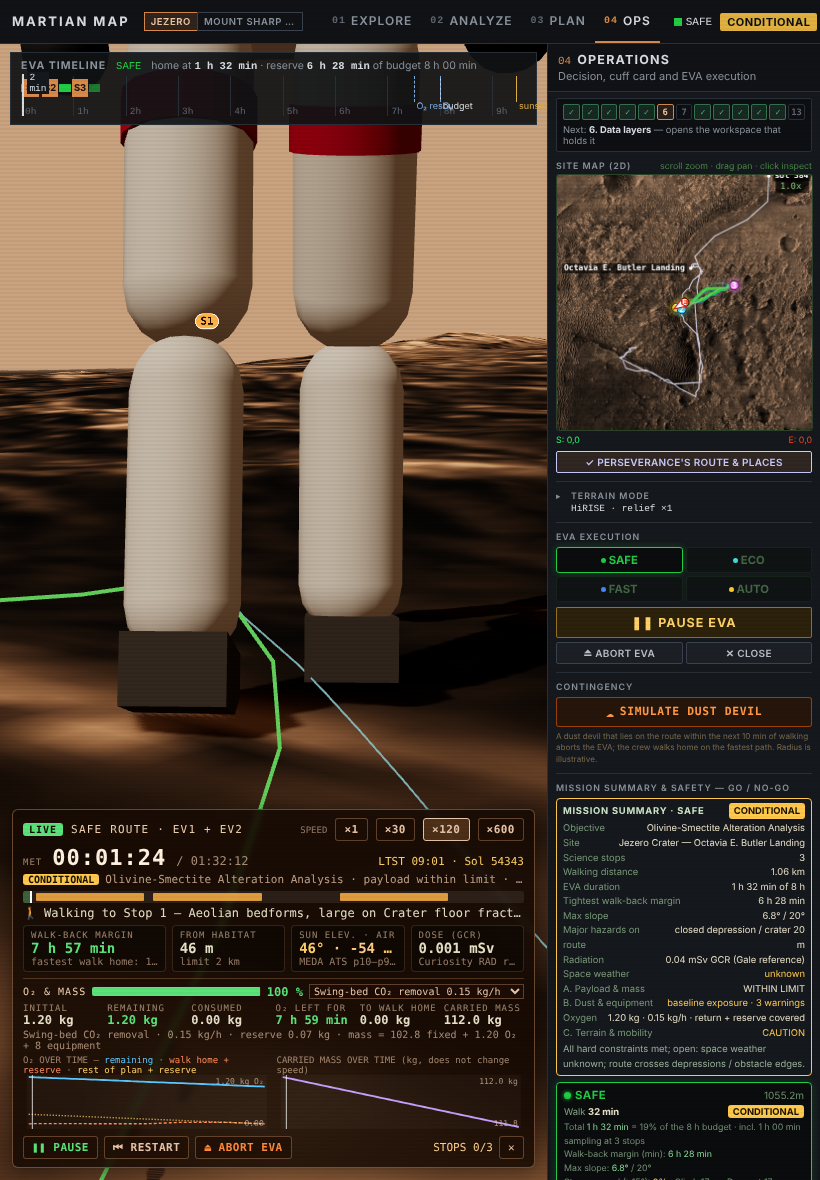 MARTIAN MAP
JEZERO
MOUNT SHARP ...
01 EXPLORE
02 ANALYZE
03 PLAN
04 OPS
SAFE
CONDITIONAL
EVA TIMELINE SAFE home at 1 h 32 min · reserve 6 h 28 min of budget 8 h 00 min
2 min
S3
0h 1h 2h 3h 4h 5h 6h 7h 8h 9h
budget
S1
04 OPERATIONS
Decision, cuff card and EVA execution
✓ ✓ ✓ ✓ ✓ 6 7 ✓ ✓ ✓ ✓ ✓ 13
Next: 6. Data layers — opens the workspace that holds it
SITE MAP (2D)
scroll zoom · drag pan · click inspect
1.0x
Octavia E. Butler Landing
S: 0,0
E: 0,0
✓ PERSEVERANCE'S ROUTE & PLACES
▸ TERRAIN MODE
HiRISE · relief ×1
EVA EXECUTION
SAFE
ECO
FAST
AUTO
❚❚ PAUSE EVA
⏏ ABORT EVA
✕ CLOSE
CONTINGENCY
☁ SIMULATE DUST DEVIL
A dust devil that lies on the route within the next 10 min of walking
aborts the EVA; the crew walks home on the fastest path. Radius is
illustrative.
MISSION SUMMARY & SAFETY — GO / NO-GO
MISSION SUMMARY · SAFE CONDITIONAL
Objective Olivine-Smectite Alteration Analysis
Site Jezero Crater — Octavia E. Butler Landing
Science stops 3
Walking distance 1.06 km
EVA duration 1 h 32 min of 8 h
Tightest walk-back margin 6 h 28 min
Max slope 6.8° / 20°
Major hazards on route closed depression / crater 20 m
Radiation 0.04 mSv GCR (Gale reference)
Space weather unknown
A. Payload & mass WITHIN LIMIT
B. Dust & equipment baseline exposure · 3 warnings
Oxygen 1.20 kg · 0.15 kg/h · return + reserve covered
C. Terrain & mobility CAUTION
All hard constraints met; open: space weather
unknown; route crosses depressions / obstacle edges.
SAFE 1055.2m
Walk 32 min CONDITIONAL
Total 1 h 32 min = 19% of the 8 h budget · incl. 1 h 00 min
sampling at 3 stops
Walk-back margin (min): 6 h 28 min
Max slope: 6.8° / 20°
LIVE SAFE ROUTE · EV1 + EV2
SPEED ×1 ×30 ×120 ×600
MET 00:01:24 / 01:32:12
LTST 09:01 · Sol 54343
CONDITIONAL Olivine-Smectite Alteration Analysis · payload within limit · …
Walking to Stop 1 — Aeolian bedforms, large on Crater floor fract…
WALK-BACK MARGIN
7 h 57 min
fastest walk home: 1…
FROM HABITAT
46 m
limit 2 km
SUN ELEV. · AIR
46° · -54 …
MEDA ATS p10–p9…
DOSE (GCR)
0.001 mSv
Curiosity RAD r…
O₂ & MASS 100 % Swing-bed CO₂ removal 0.15 kg/h
INITIAL REMAINING CONSUMED O₂ LEFT FOR TO WALK HOME CARRIED MASS
1.20 kg 1.20 kg 0.00 kg 7 h 59 min 0.00 kg 112.0 kg
Swing-bed CO₂ removal · 0.15 kg/h · reserve 0.07 kg · mass = 102.8 fixed + 1.20 O₂
+ 8 equipment
O₂ OVER TIME — remaining · walk home +
reserve · rest of plan + reserve
1.20 kg O₂
0.00
CARRIED MASS OVER TIME (kg, does not change
speed)
112.0 kg
111.8
❚❚ PAUSE
⏮ RESTART
⏏ ABORT EVA
STOPS 0/3
✕